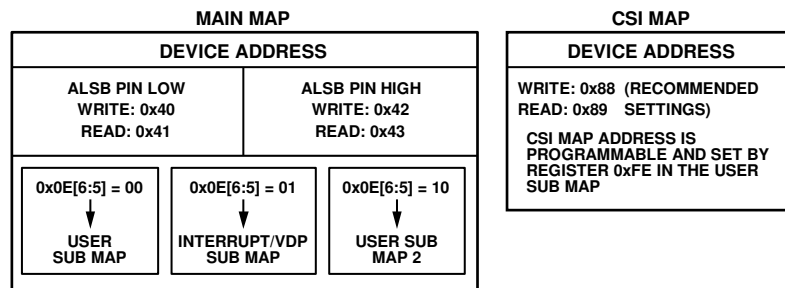 MAIN MAP
DEVICE ADDRESS
ALSB PIN LOW
WRITE: 0x40
READ: 0x41
ALSB PIN HIGH
WRITE: 0x42
READ: 0x43
0x0E[6:5] = 00
USER
SUB MAP
0x0E[6:5] = 01
INTERRUPT/VDP
SUB MAP
0x0E[6:5] = 10
USER SUB
MAP 2
CSI MAP
DEVICE ADDRESS
WRITE: 0x88 (RECOMMENDED
READ: 0x89 SETTINGS)
CSI MAP ADDRESS IS
PROGRAMMABLE AND SET BY
REGISTER 0xFE IN THE USER
SUB MAP